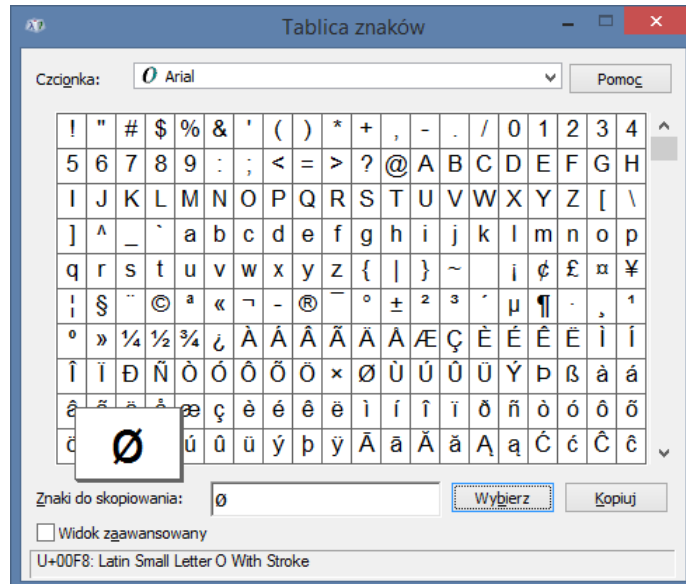 Tablica znaków
Czcionka: O Arial Pomoc
! " # $ % & ' ( ) * + , - . / 0 1 2 3 4
5 6 7 8 9 : ; < = > ? @ A B C D E F G H
I J K L M N O P Q R S T U V W X Y Z [ \
] ^ _ ` a b c d e f g h i j k l m n o p
q r s t u v w x y z { | } ~ ¡ ¢ £ ¤ ¥
¦ § ¨ © ª « ¬ - ® ¯ ° ± ² ³ ´ µ ¶ · ¸ ¹
º » ¼ ½ ¾ ¿ À Á Â Ã Ä Å Æ Ç È É Ê Ë Ì Í
Î Ï Ð Ñ Ò Ó Ô Õ Ö × Ø Ù Ú Û Ü Ý Þ ß à á
â æ ç è é ê ë ì í î ï ð ñ ò ó ô õ
ø ú û ü ý þ ÿ Ā ā Ă ă Ą ą Ć ć Ĉ ĉ
Znaki do skopiowania: ø Wybierz Kopiuj
Widok zaawansowany
U+00F8: Latin Small Letter O With Stroke